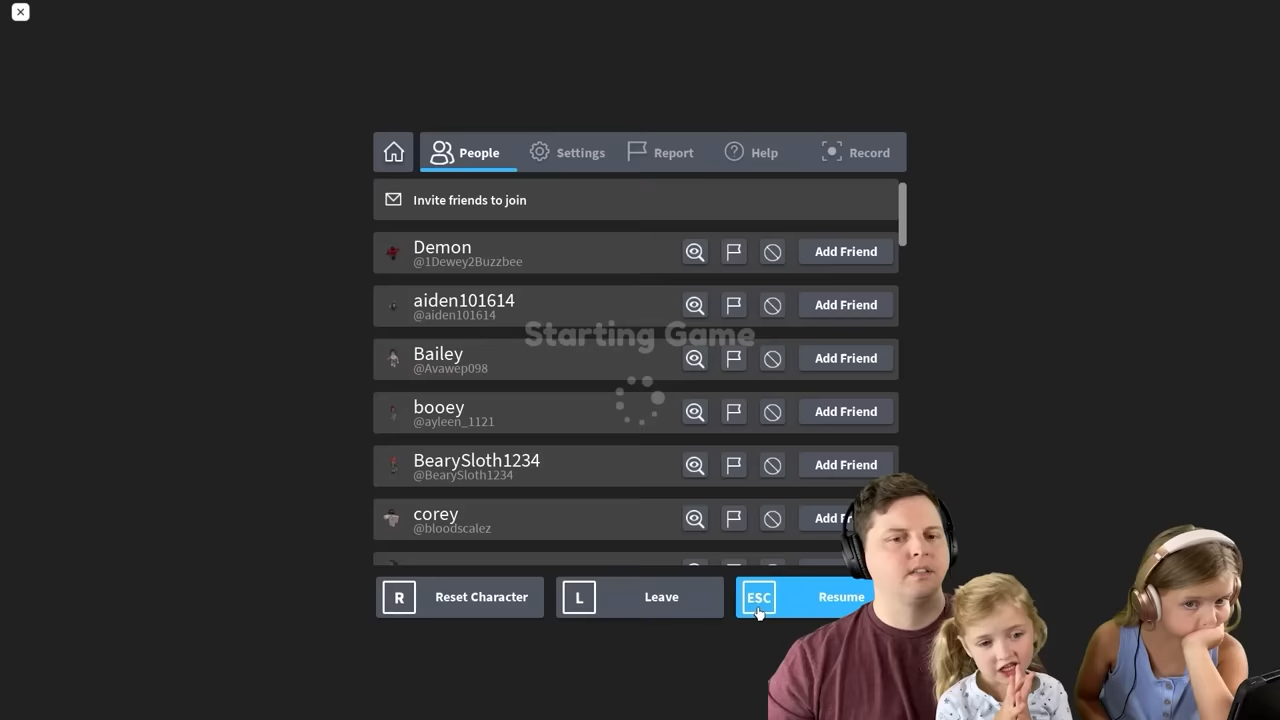 People
Settings
Report
Help
Record
Invite friends to join
Demon
@1Dewey2Buzzbee
Add Friend
aiden101614
@aiden101614
Add Friend
Starting Game
Bailey
@Avawep098
Add Friend
booey
@ayleen_1121
Add Friend
BearySloth1234
@BearySloth1234
Add Friend
corey
@bloodscalez
Add Fr
R Reset Character
L Leave
ESC Resume